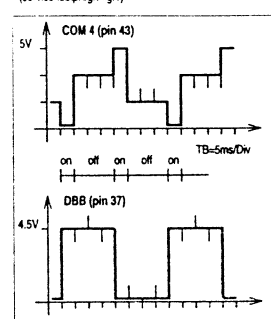 COM 4 (pin 43)
5V
TB=5ms/Div
on off on off on
DBB (pin 37)
4.5V